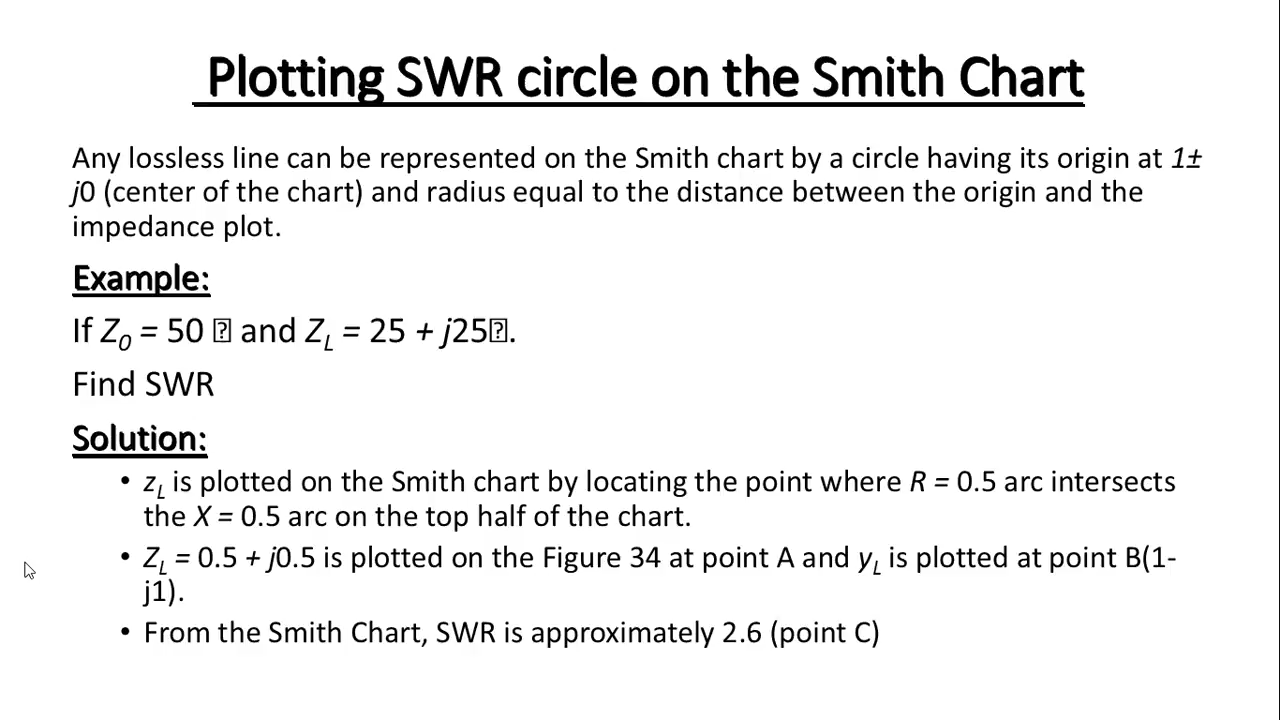 Plotting SWR circle on the Smith Chart
Any lossless line can be represented on the Smith chart by a circle having its origin at 1±
j0 (center of the chart) and radius equal to the distance between the origin and the
impedance plot.
Example:
If Z0 = 50 ⍰ and ZL = 25 + j25⍰.
Find SWR
Solution:
• zL is plotted on the Smith chart by locating the point where R = 0.5 arc intersects
the X = 0.5 arc on the top half of the chart.
• ZL = 0.5 + j0.5 is plotted on the Figure 34 at point A and yL is plotted at point B(1-
j1).
• From the Smith Chart, SWR is approximately 2.6 (point C)